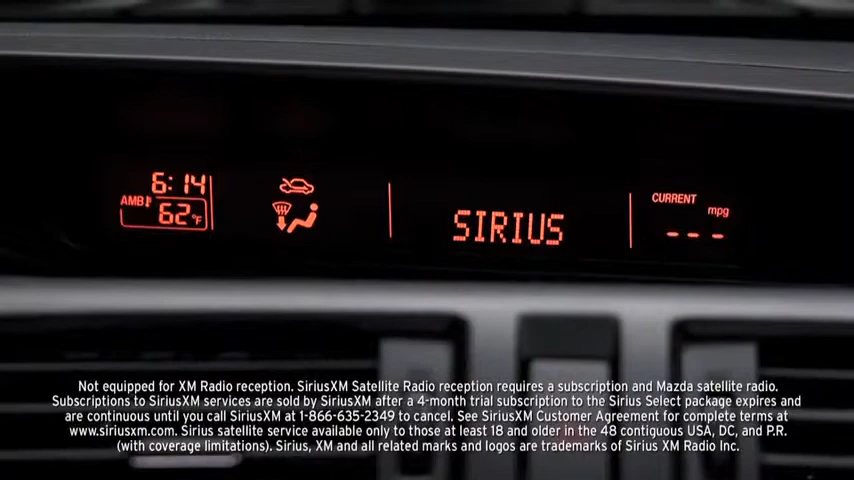 6:14
AMB
62°F
SIRIUS
CURRENT
mpg
---
Not equipped for XM Radio reception. SiriusXM Satellite Radio reception requires a subscription and Mazda satellite radio.
Subscriptions to SiriusXM services are sold by SiriusXM after a 4-month trial subscription to the Sirius Select package expires and
are continuous until you call SiriusXM at 1-866-635-2349 to cancel. See SiriusXM Customer Agreement for complete terms at
www.siriusxm.com. Sirius satellite service available only to those at least 18 and older in the 48 contiguous USA, DC, and P.R.
(with coverage limitations). Sirius, XM and all related marks and logos are trademarks of Sirius XM Radio Inc.